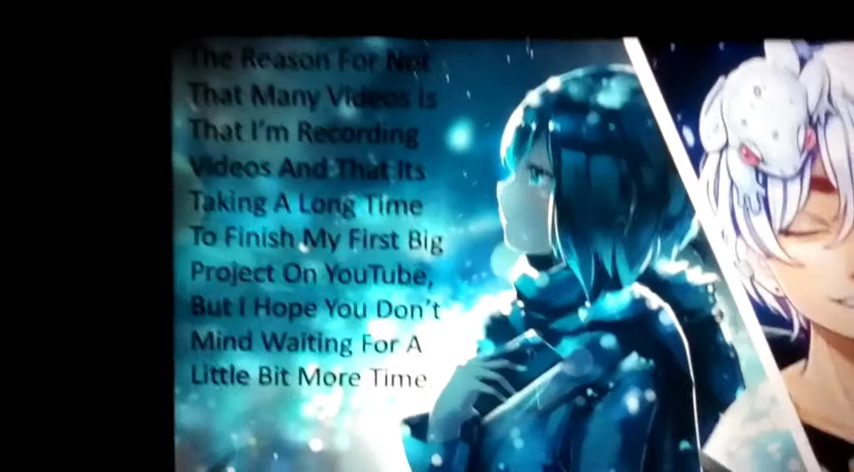 The Reason For Not
That Many Videos Is
That I'm Recording
Videos And That Its
Taking A Long Time
To Finish My First Big
Project On YouTube,
But I Hope You Don't
Mind Waiting For A
Little Bit More Time